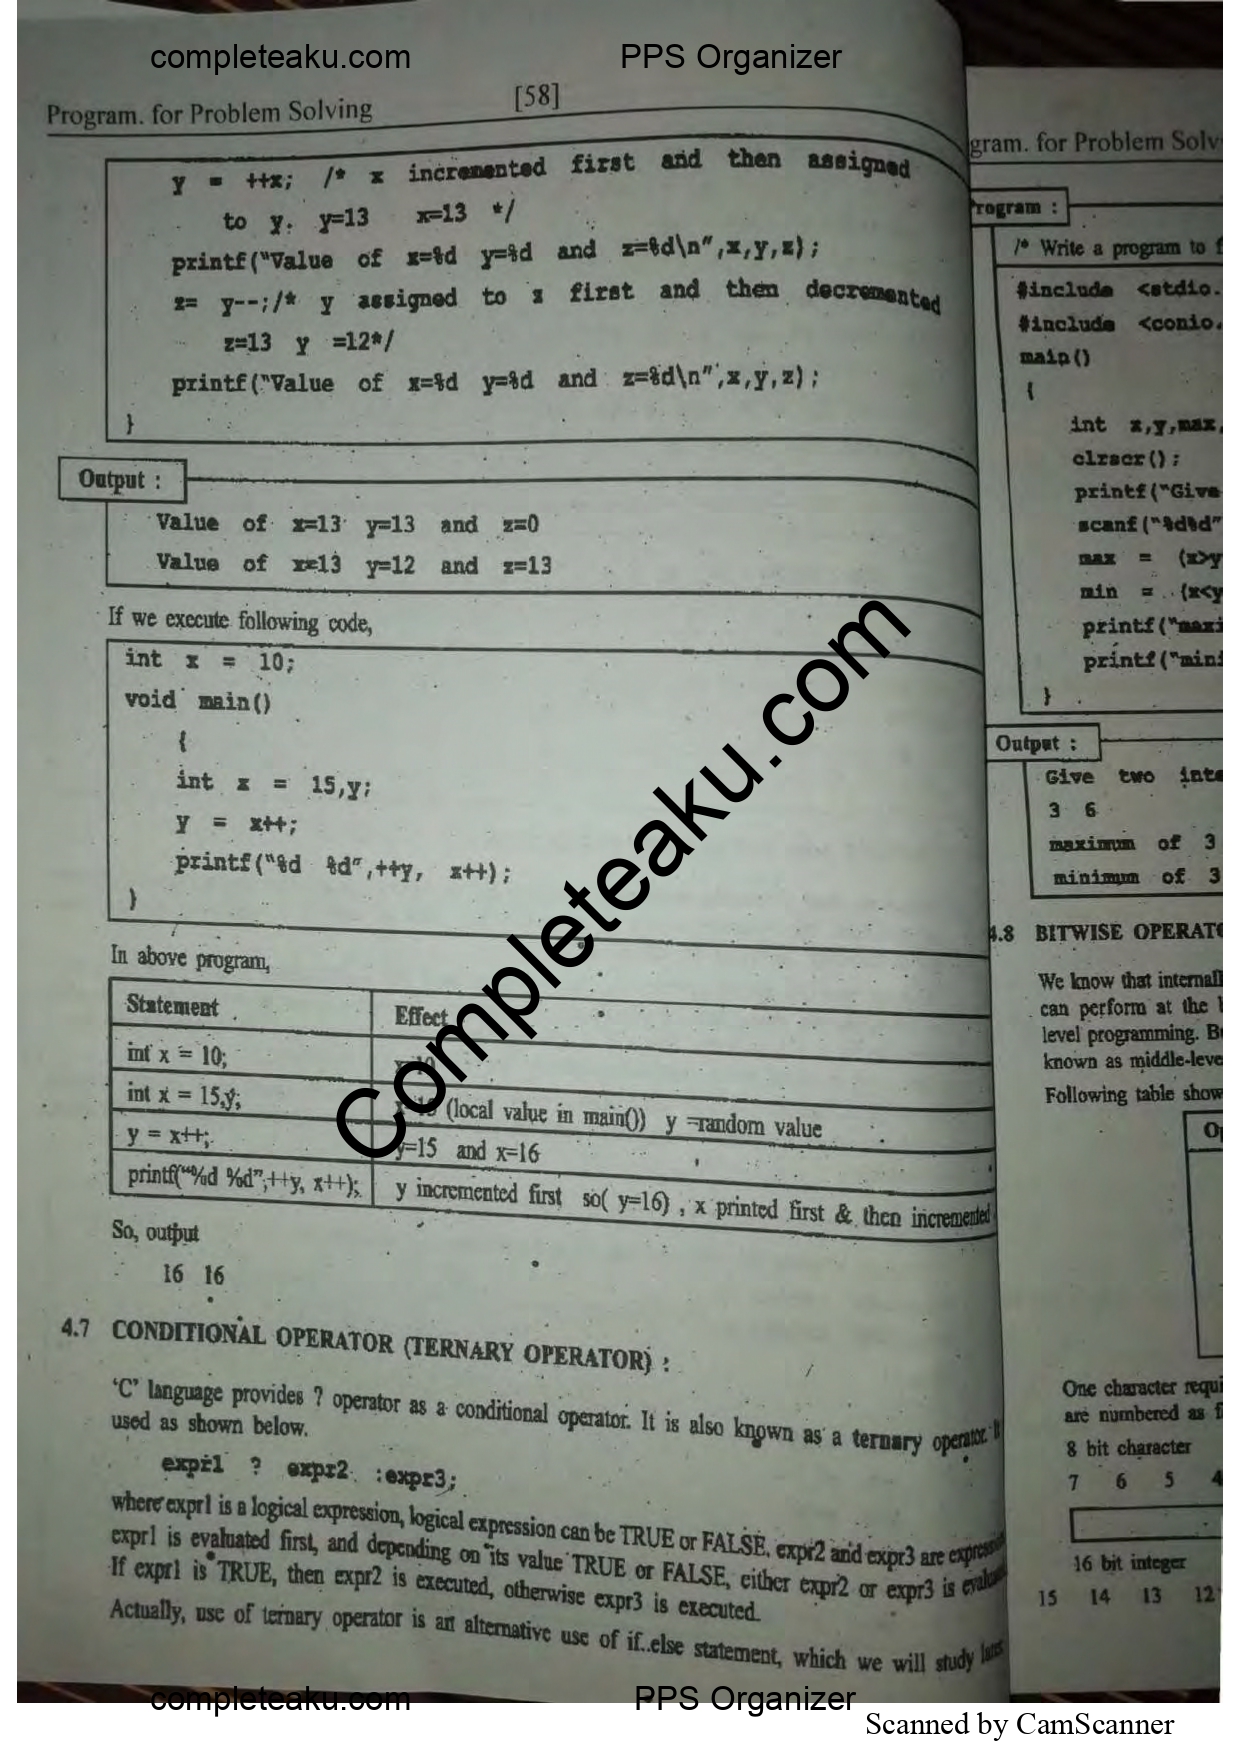 completeaku.com PPS Organizer
Program. for Problem Solving [58]
y = ++x; /* x incremented first and then assigned
to y. y=13 x=13 */
printf("Value of x=%d y=%d and z=%d\n",x,y,z);
z= y--;/* y assigned to z first and then decremented
z=13 y =12*/
printf("Value of x=%d y=%d and z=%d\n",x,y,z);
}
Output :
Value of x=13 y=13 and z=0
Value of x=13 y=12 and z=13
If we execute following code,
int x = 10;
void main()
{
int x = 15,y;
y = x++;
printf("%d %d",++y, x++);
}
In above program,
Statement Effect
int x = 10;
int x = 15,y; (local value in main()) y =random value
y = x++; y=15 and x=16
printf("%d %d",++y, x++); y incremented first so( y=16) , x printed first & then incremented
So, output
16 16
4.7 CONDITIONAL OPERATOR (TERNARY OPERATOR) :
'C' language provides ? operator as a conditional operator. It is also known as a ternary operator. It
used as shown below.
expr1 ? expr2 :expr3;
where expr1 is a logical expression, logical expression can be TRUE or FALSE. expr2 and expr3 are
expr1 is evaluated first, and depending on its value TRUE or FALSE, either expr2 or expr3 is
If expr1 is TRUE, then expr2 is executed, otherwise expr3 is executed.
Actually, use of ternary operator is an alternative use of if..else statement, which we will study
Completeaku.com
gram. for Problem Solv
rogram :
/* Write a program to f
#include <stdio.
#include <conio.
main()
{
int x,y,max,
clrscr();
printf("Give
scanf("%d%d"
max = (x>y
min = (x<y
printf("maxi
printf("mini
}
Output :
Give two inte
3 6
maximum of 3
minimum of 3
4.8 BITWISE OPERATO
We know that internall
can perform at the b
level programming. Bu
known as middle-leve
Following table show
Op
One character requi
are numbered as f
8 bit character
7 6 5 4
16 bit integer
15 14 13 12
completeaku.com PPS Organizer
Scanned by CamScanner